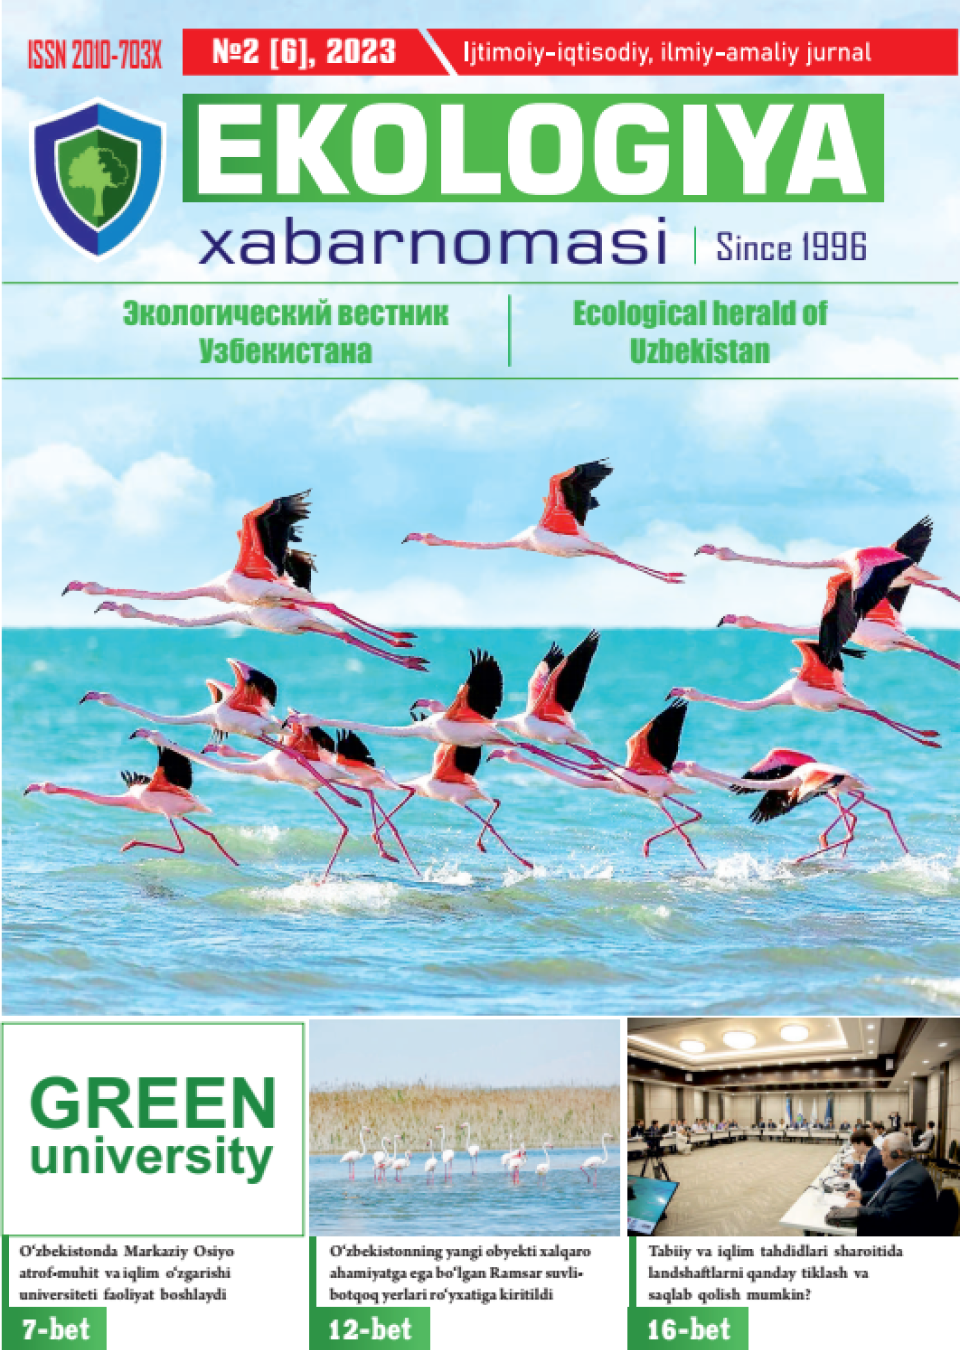 ISSN 2010-703X
№2 [6], 2023
Ijtimoiy-iqtisodiy, ilmiy-amaliy jurnal
EKOLOGIYA
xabarnomasi
Since 1996
Экологический вестник
Узбекистана
Ecological herald of
Uzbekistan
GREEN
university
O‘zbekistonda Markaziy Osiyo
atrof-muhit va iqlim o‘zgarishi
universiteti faoliyat boshlaydi
7-bet
O‘zbekistonning yangi obyekti xalqaro
ahamiyatga ega bo‘lgan Ramsar suvli-
botqoq yerlari ro‘yxatiga kiritildi
12-bet
Tabiiy va iqlim tahdidlari sharoitida
landshaftlarni qanday tiklash va
saqlab qolish mumkin?
16-bet